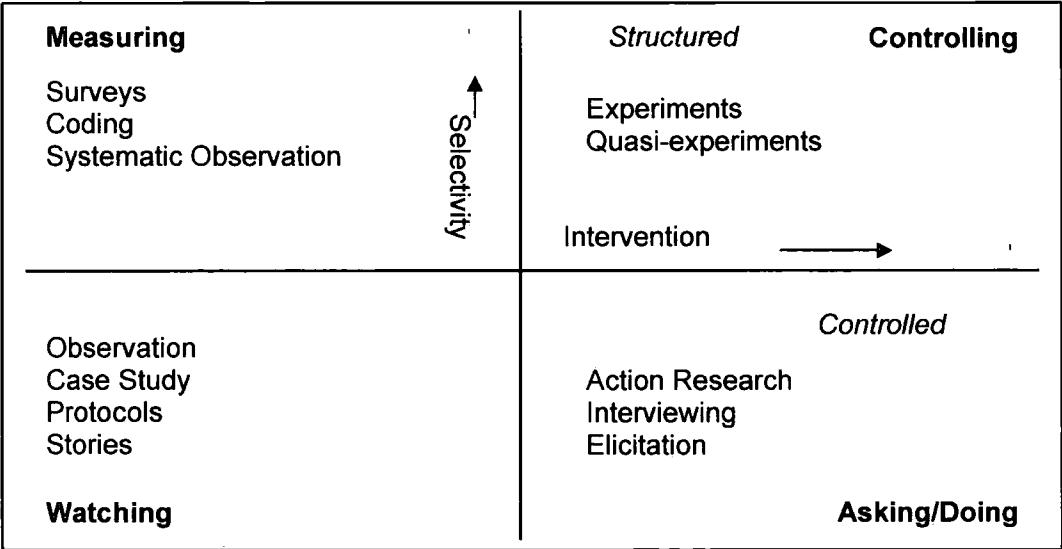 Measuring
Surveys
Coding
Systematic Observation
Selectivity
Structured
Controlling
Experiments
Quasi-experiments
Intervention
Observation
Case Study
Protocols
Stories
Watching
Controlled
Action Research
Interviewing
Elicitation
Asking/Doing